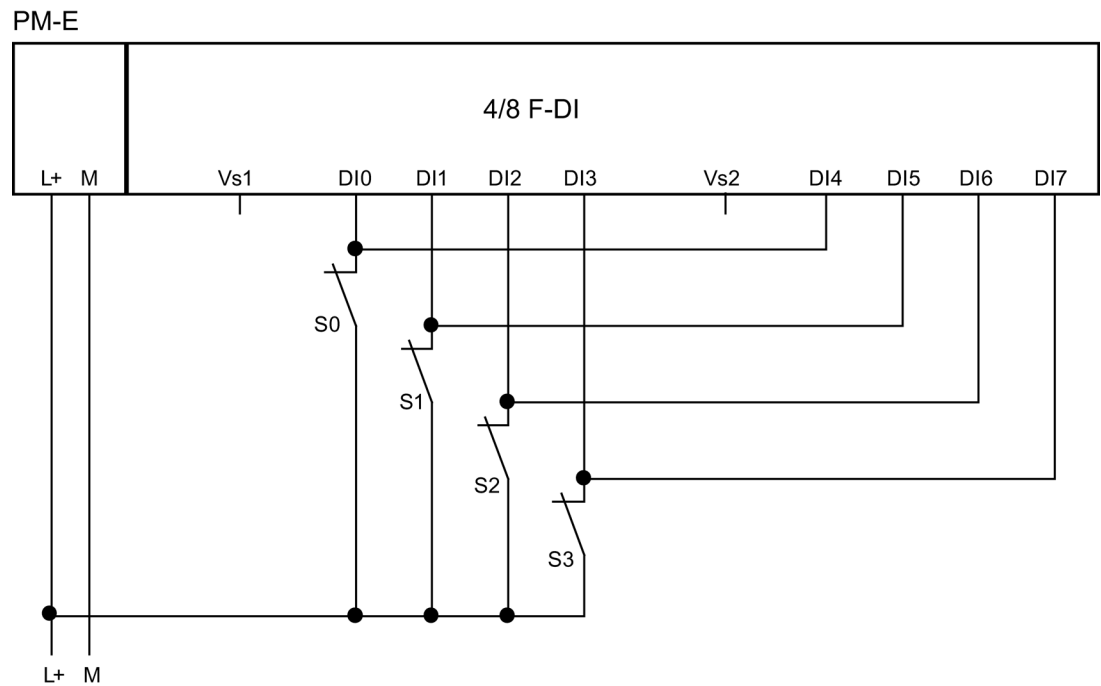 PM-E
4/8 F-DI
L+ M Vs1 DI0 DI1 DI2 DI3 Vs2 DI4 DI5 DI6 DI7
S0
S1
S2
S3
L+ M